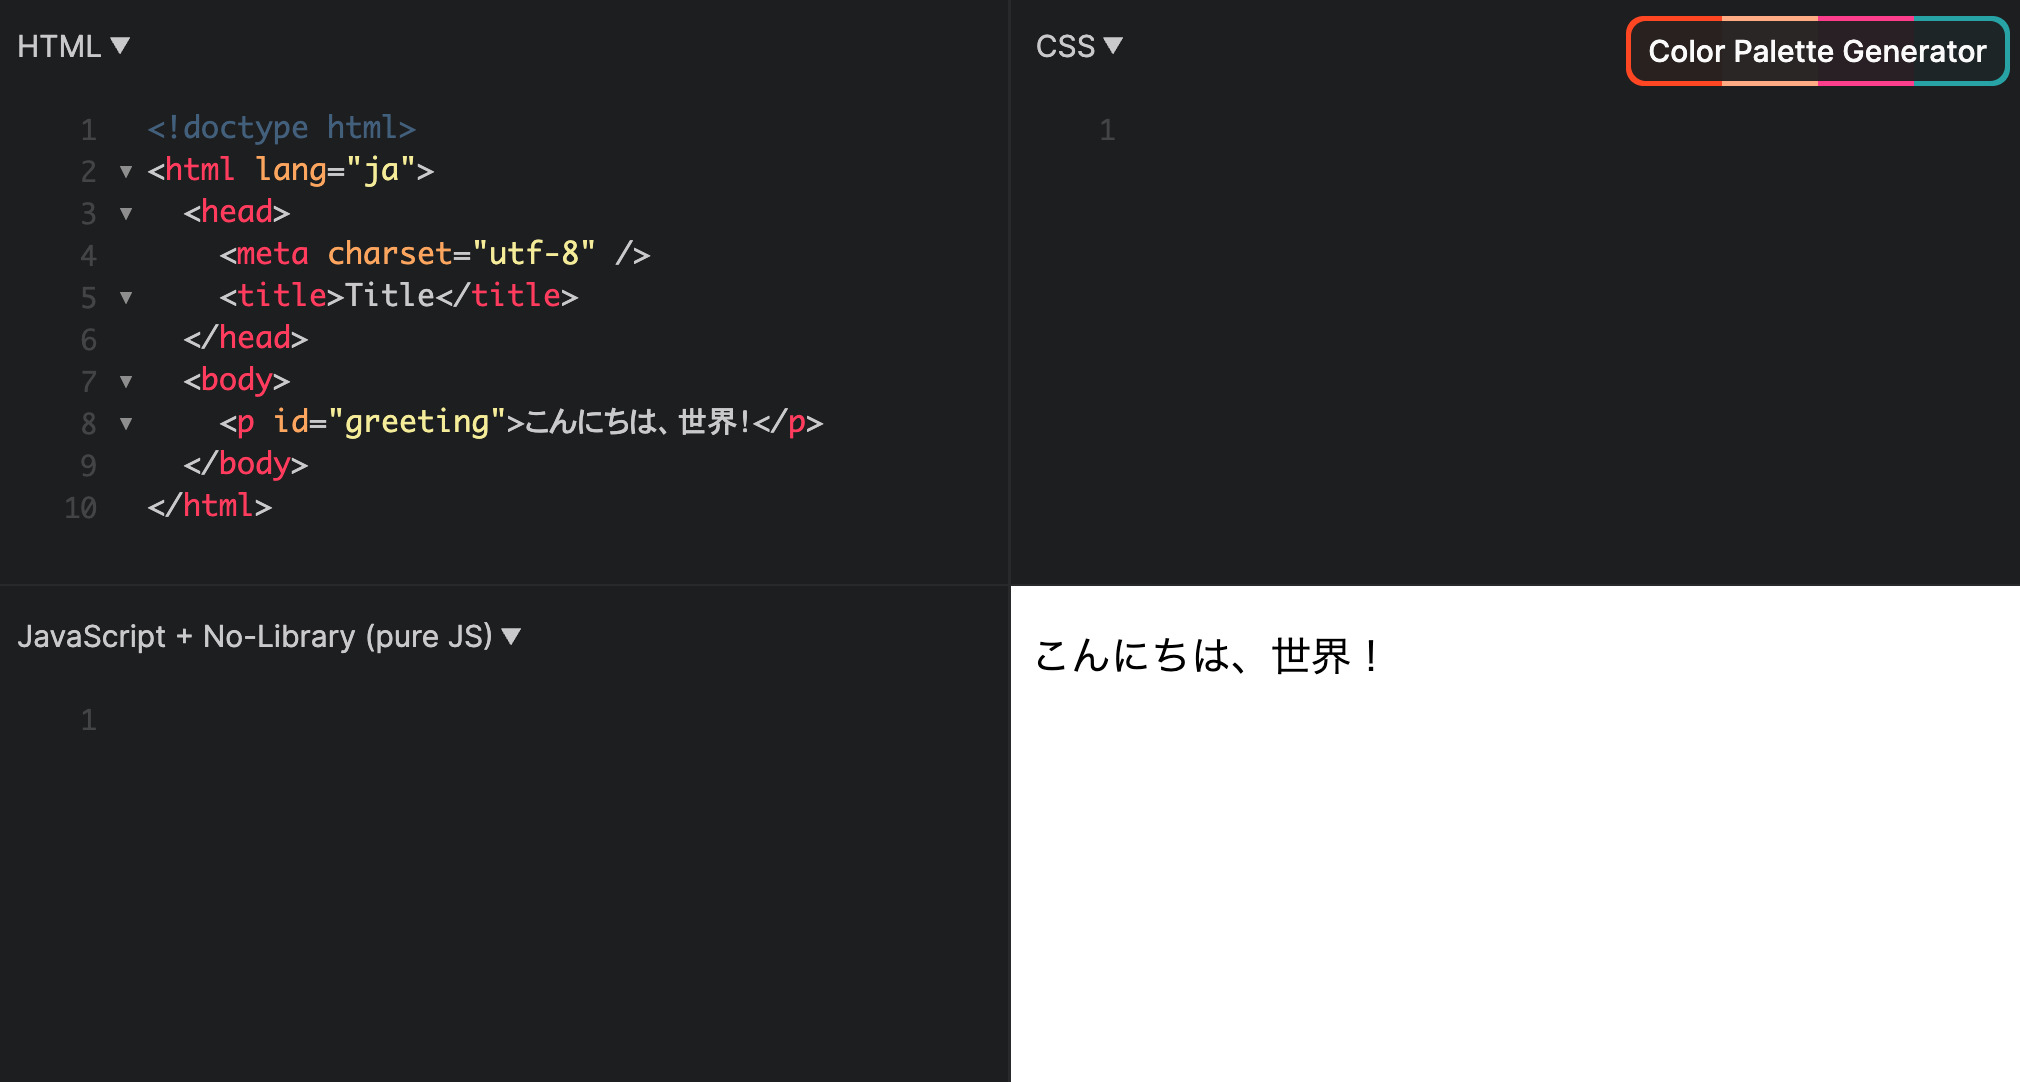 HTML ▼
1 <!doctype html>
2 ▼ <html lang="ja">
3 ▼ <head>
4 <meta charset="utf-8" />
5 ▼ <title>Title</title>
6 </head>
7 ▼ <body>
8 ▼ <p id="greeting">こんにちは、世界！</p>
9 </body>
10 </html>
CSS ▼
Color Palette Generator
1
JavaScript + No-Library (pure JS) ▼
1
こんにちは、世界！